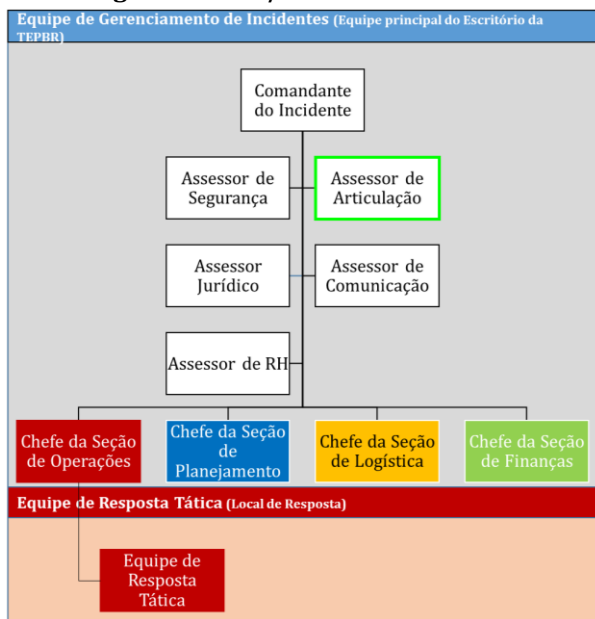 Equipe de Gerenciamento de Incidentes (Equipe principal do Escritório da
TEPBR)
Comandante
do Incidente
Assessor de
Segurança
Assessor de
Articulação
Assessor
Jurídico
Assessor de
Comunicação
Assessor de RH
Chefe da Seção
de Operações
Chefe da Seção
de
Planejamento
Chefe da Seção
de Logística
Chefe da Seção
de Finanças
Equipe de Resposta Tática (Local de Resposta)
Equipe de
Resposta
Tática